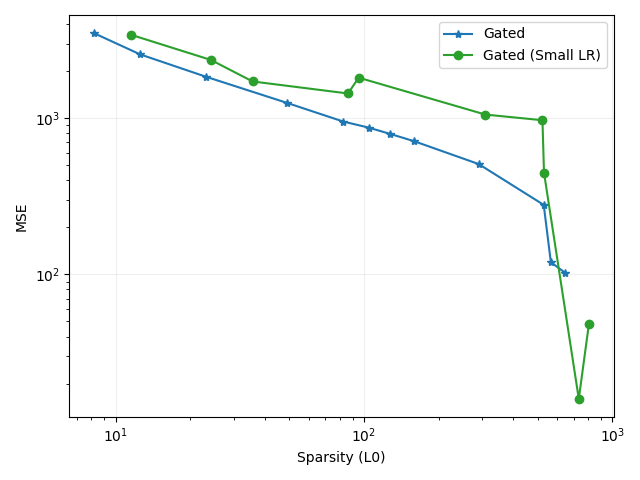 Gated
Gated (Small LR)
10³
10²
MSE
10¹
10²
10³
Sparsity (L0)